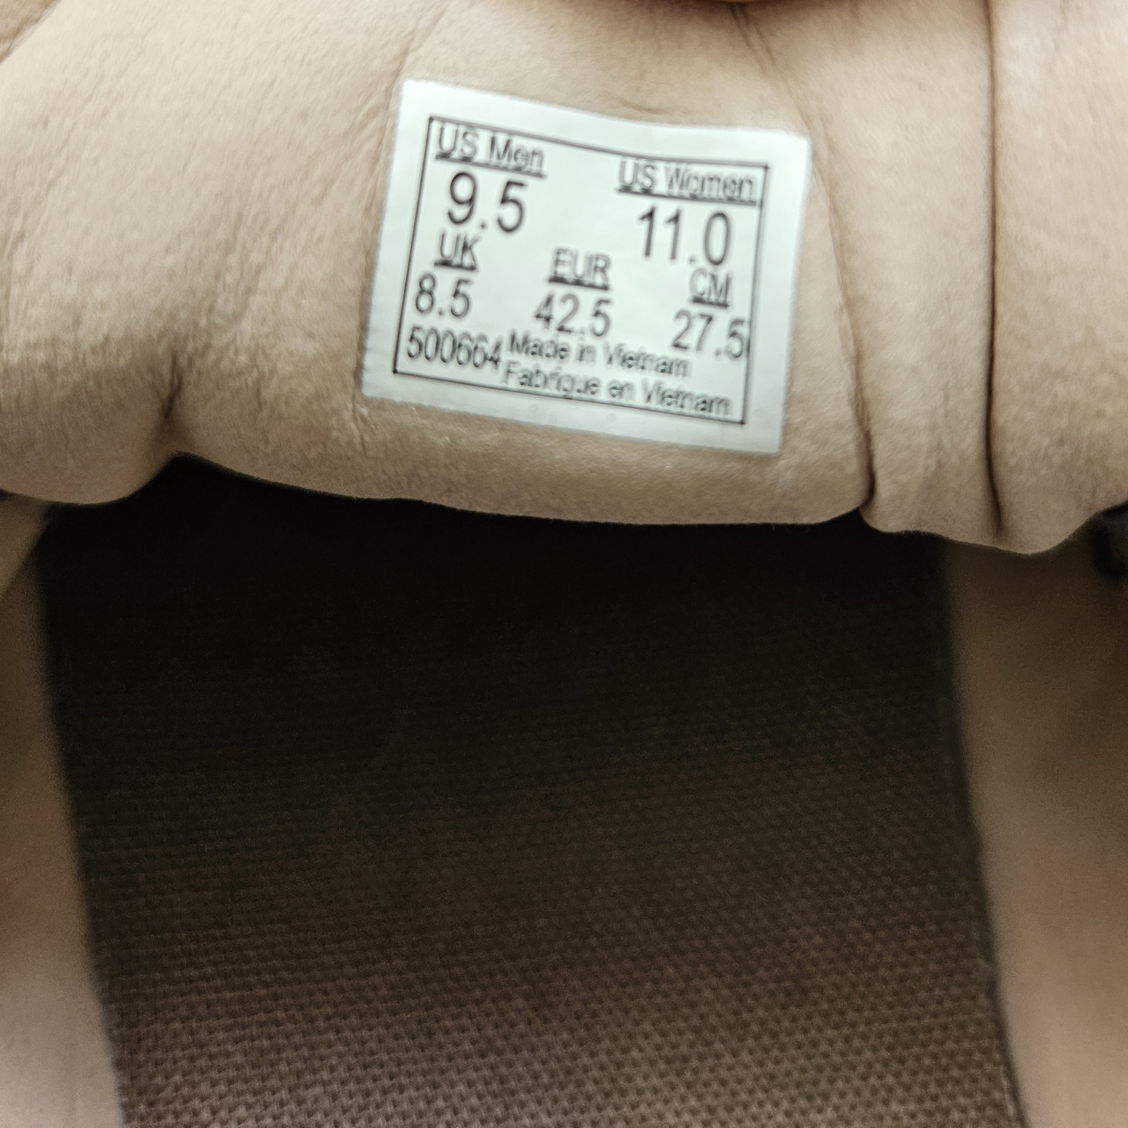 US Men US Women
9.5 11.0
UK EUR CM
8.5 42.5 27.5
500664 Made in Vietnam
Fabrique en Vietnam